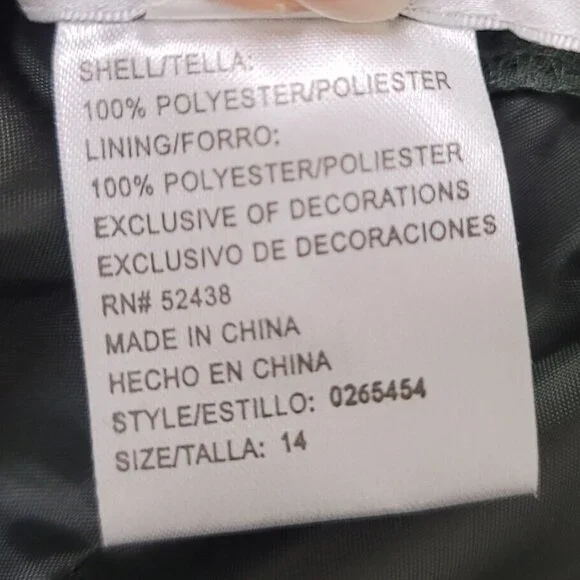 SHELL/TELLA:
100% POLYESTER/POLIESTER
LINING/FORRO:
100% POLYESTER/POLIESTER
EXCLUSIVE OF DECORATIONS
EXCLUSIVO DE DECORACIONES
RN# 52438
MADE IN CHINA
HECHO EN CHINA
STYLE/ESTILLO: 0265454
SIZE/TALLA: 14